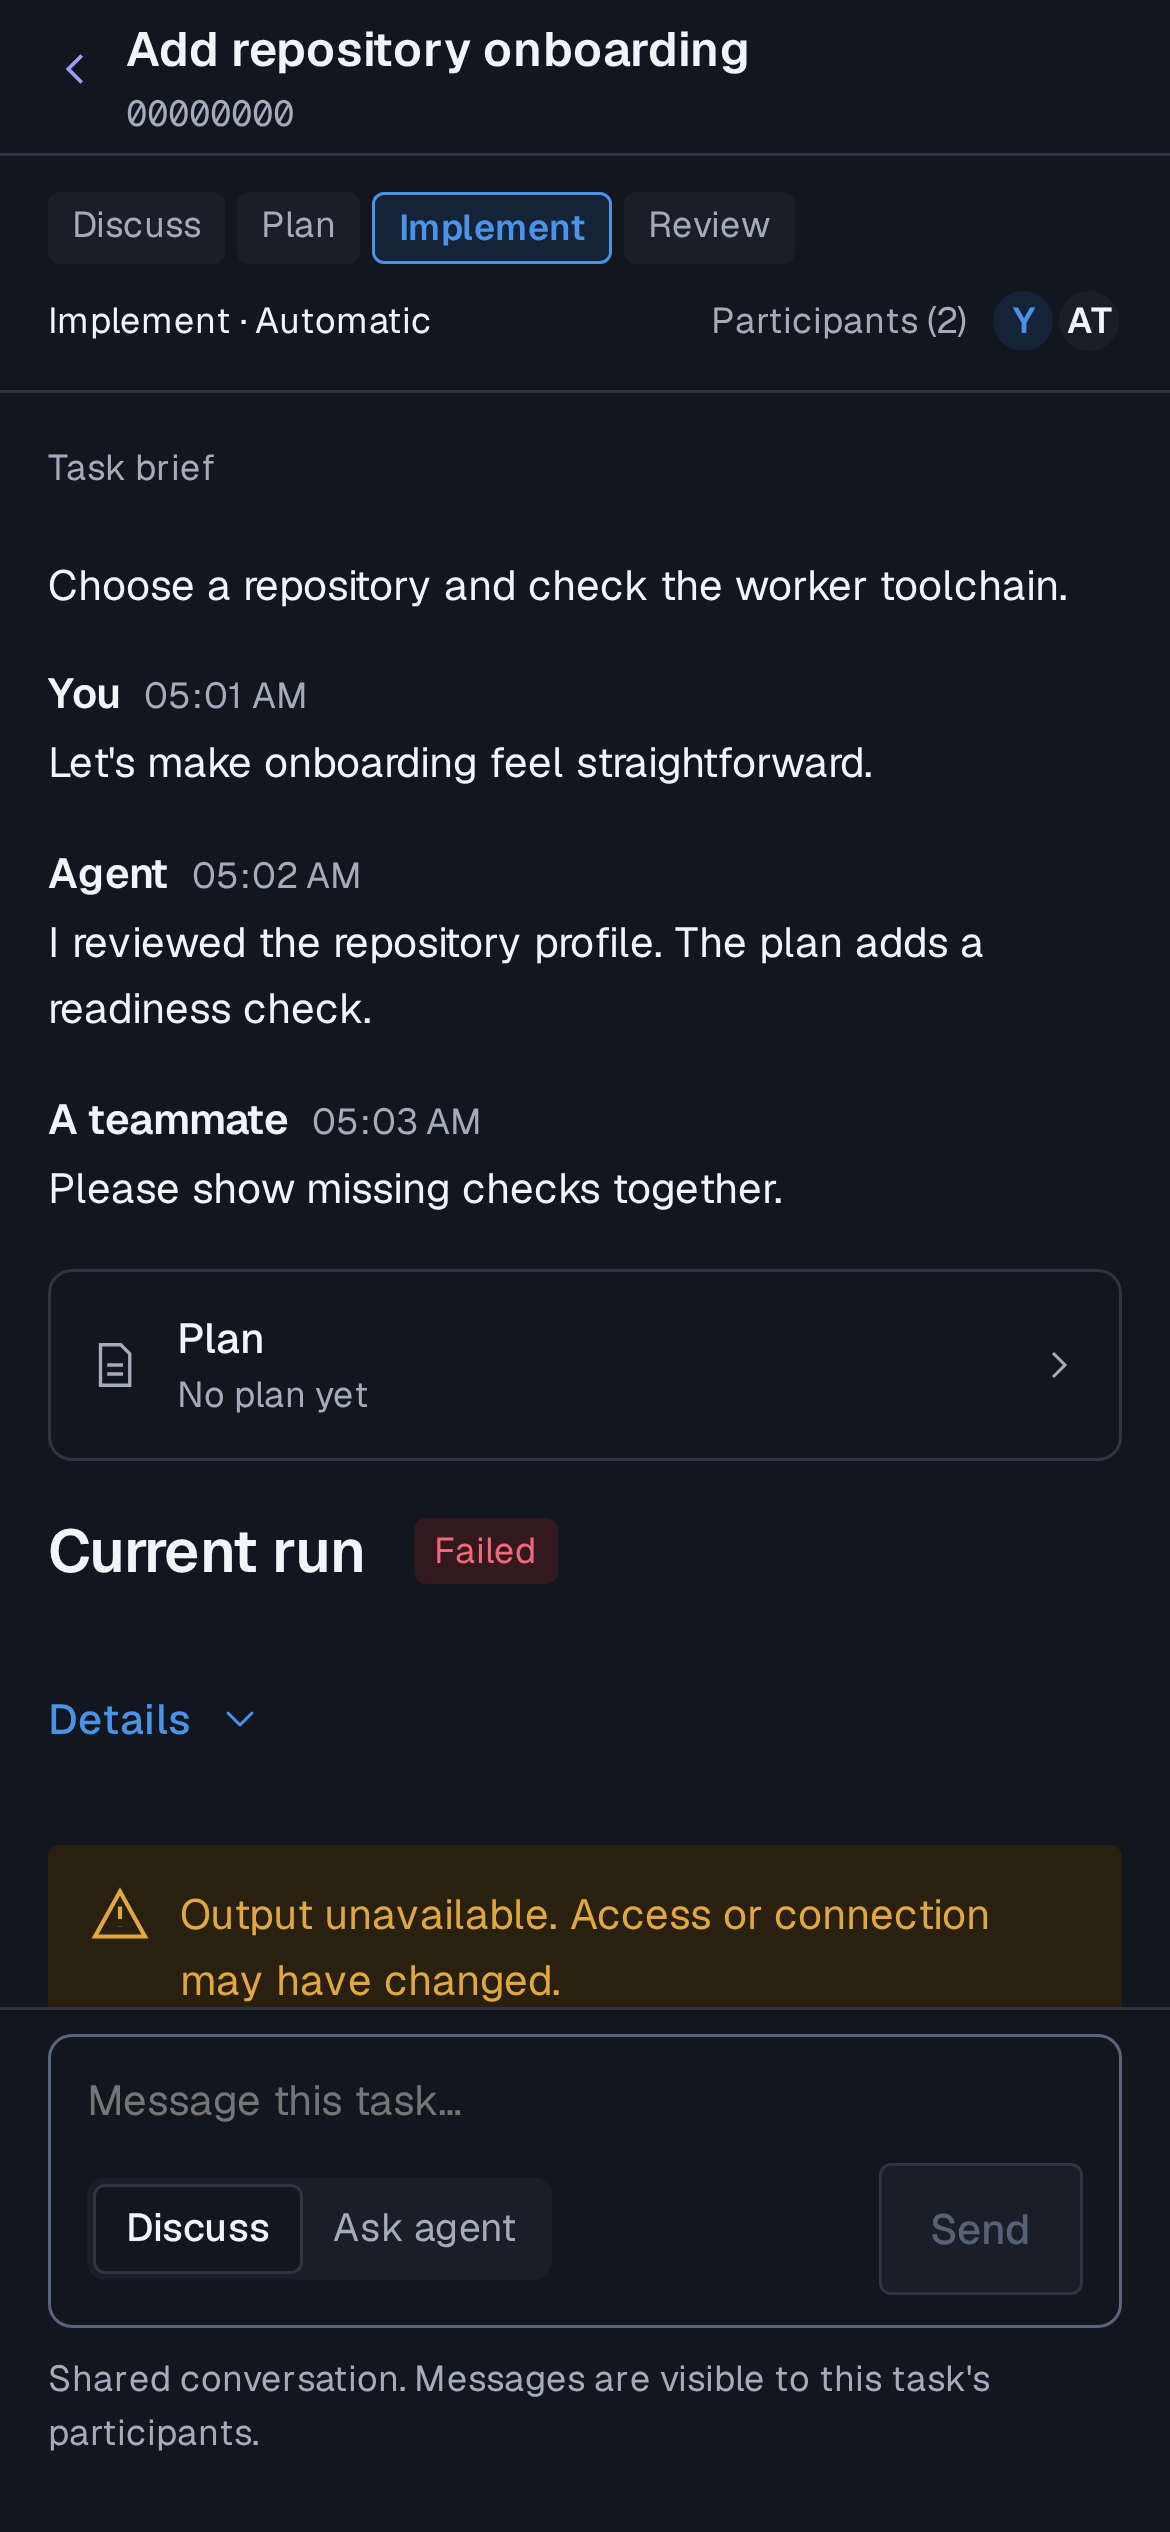 Add repository onboarding
00000000
Discuss Plan Implement Review
Implement · Automatic Participants (2) Y AT
Task brief
Choose a repository and check the worker toolchain.
You 05:01 AM
Let's make onboarding feel straightforward.
Agent 05:02 AM
I reviewed the repository profile. The plan adds a
readiness check.
A teammate 05:03 AM
Please show missing checks together.
Plan
No plan yet
Current run Failed
Details
Output unavailable. Access or connection
may have changed.
Message this task…
Discuss Ask agent Send
Shared conversation. Messages are visible to this task's
participants.